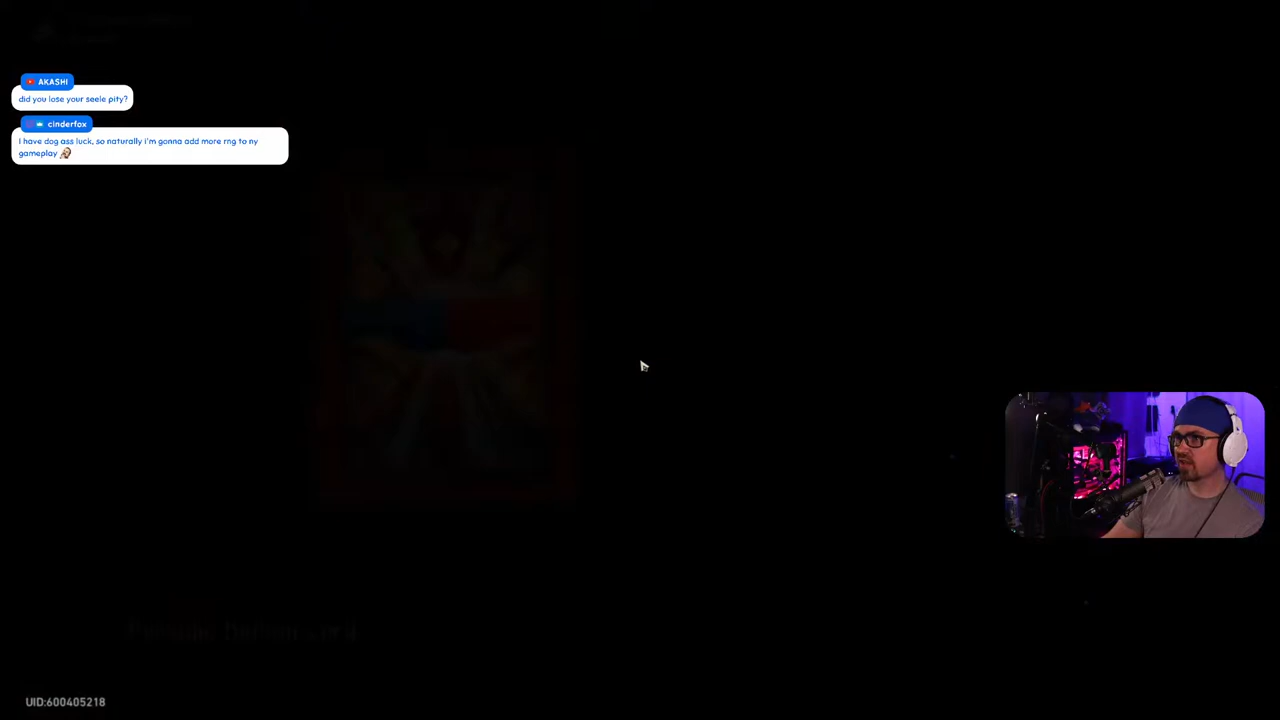 AKASHI
did you lose your seele pity?
cinderfox
I have dog ass luck, so naturally i'm gonna add more rng to ny
gameplay
UID:600405218